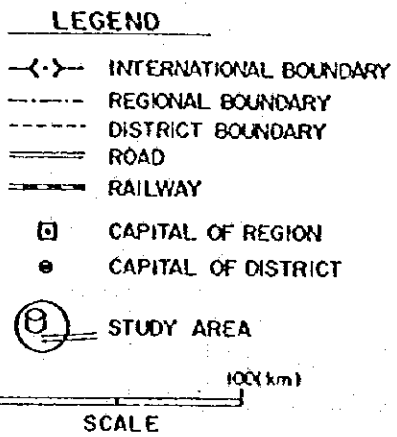 LEGEND
INTERNATIONAL BOUNDARY
REGIONAL BOUNDARY
DISTRICT BOUNDARY
ROAD
RAILWAY
CAPITAL OF REGION
CAPITAL OF DISTRICT
STUDY AREA
100(km)
SCALE